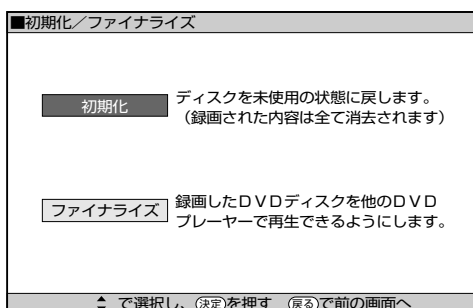 ■初期化／ファイナライズ
初期化
ディスクを未使用の状態に戻します。
（録画された内容は全て消去されます）
ファイナライズ
録画したＤＶＤディスクを他のＤＶＤ
プレーヤーで再生できるようにします。
で選択し、決定を押す 戻るで前の画面へ